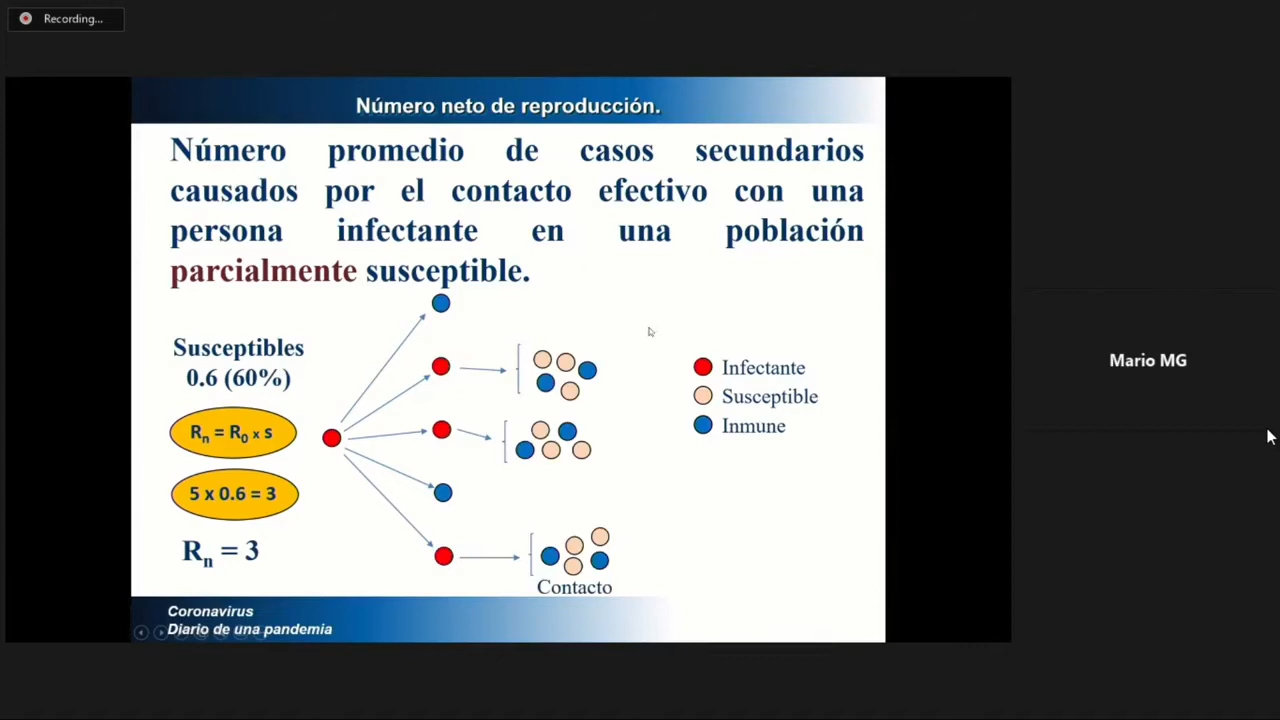 Recording...
Número neto de reproducción.
Número promedio de casos secundarios
causados por el contacto efectivo con una
persona infectante en una población
parcialmente susceptible.
Susceptibles
0.6 (60%)
Rn = R0 x s
5 x 0.6 = 3
Rn = 3
Contacto
Infectante
Susceptible
Inmune
Coronavirus
Diario de una pandemia
Mario MG